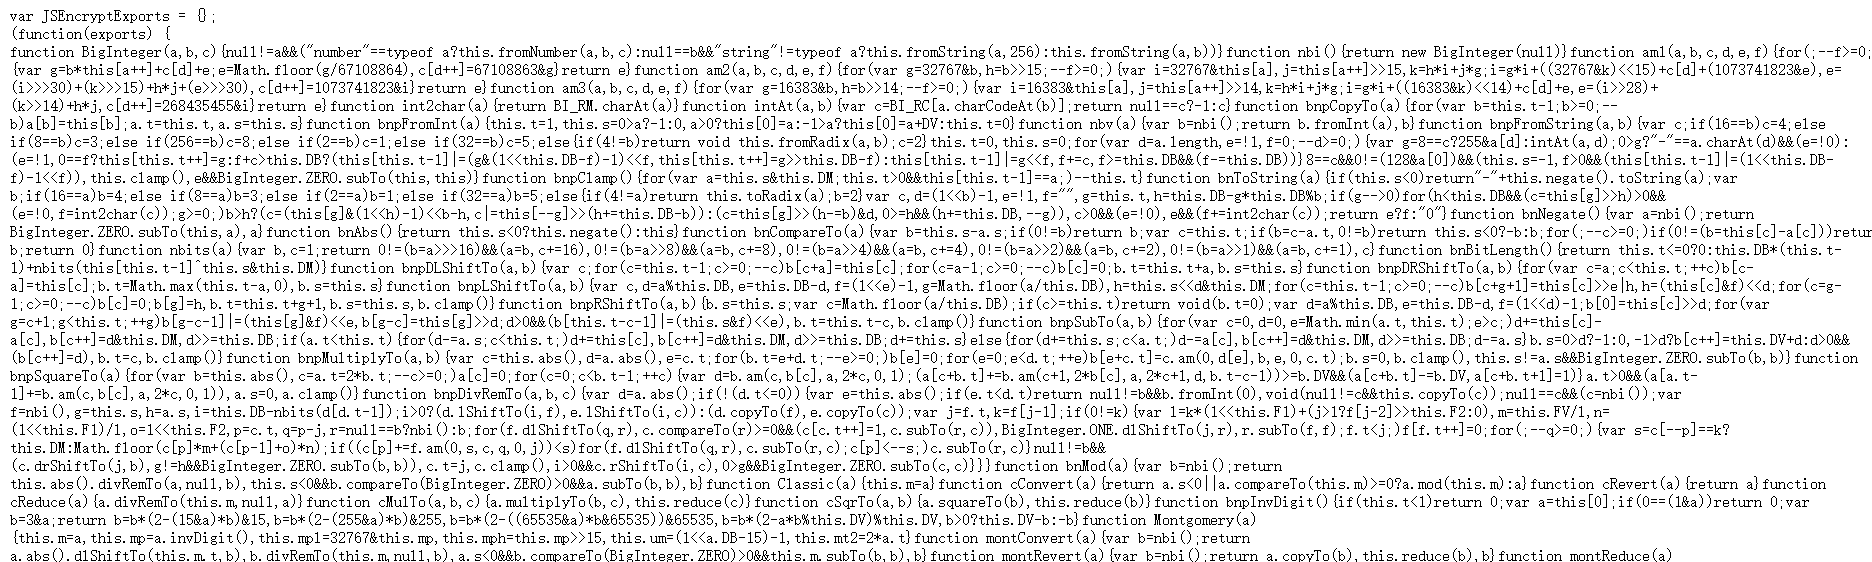 var JSEncryptExports = {};
(function(exports) {
function BigInteger(a,b,c){null!=a&&("number"==typeof a?this.fromNumber(a,b,c):null==b&&"string"!=typeof a?this.fromString(a,256):this.fromString(a,b))}function nbi(){return new BigInteger(null)}function am1(a,b,c,d,e,f){for(;--f>=0;)
{var g=b*this[a++]+c[d]+e;e=Math.floor(g/67108864),c[d++]=67108863&g}return e}function am2(a,b,c,d,e,f){for(var g=32767&b,h=b>>15;--f>=0;){var i=32767&this[a],j=this[a++]>>15,k=h*i+j*g;i=g*i+((32767&k)<<15)+c[d]+(1073741823&e),e=
(i>>>30)+(k>>>15)+h*j+(e>>>30),c[d++]=1073741823&i}return e}function am3(a,b,c,d,e,f){for(var g=16383&b,h=b>>14;--f>=0;){var i=16383&this[a],j=this[a++]>>14,k=h*i+j*g;i=g*i+((16383&k)<<14)+c[d]+e,e=(i>>28)+
(k>>14)+h*j,c[d++]=268435455&i}return e}function int2char(a){return BI_RM.charAt(a)}function intAt(a,b){var c=BI_RC[a.charCodeAt(b)];return null==c?-1:c}function bnpCopyTo(a){for(var b=this.t-1;b>=0;--
b)a[b]=this[b];a.t=this.t,a.s=this.s}function bnpFromInt(a){this.t=1,this.s=0>a?-1:0,a>0?this[0]=a:-1>a?this[0]=a+DV:this.t=0}function nbv(a){var b=nbi();return b.fromInt(a),b}function bnpFromString(a,b){var c;if(16==b)c=4;else
if(8==b)c=3;else if(256==b)c=8;else if(2==b)c=1;else if(32==b)c=5;else{if(4!=b)return void this.fromRadix(a,b);c=2}this.t=0,this.s=0;for(var d=a.length,e=!1,f=0;--d>=0;){var g=8==c?255&a[d]:intAt(a,d);0>g?"-"==a.charAt(d)&&(e=!0):
(e=!1,0==f?this[this.t++]=g:f+c>this.DB?(this[this.t-1]|=(g&(1<<this.DB-f)-1)<<f,this[this.t++]=g>>this.DB-f):this[this.t-1]|=g<<f,f+=c,f>=this.DB&&(f-=this.DB))}8==c&&0!=(128&a[0])&&(this.s=-1,f>0&&(this[this.t-1]|=(1<<this.DB-
f)-1<<f)),this.clamp(),e&&BigInteger.ZERO.subTo(this,this)}function bnpClamp(){for(var a=this.s&this.DM;this.t>0&&this[this.t-1]==a;)--this.t}function bnToString(a){if(this.s<0)return"-"+this.negate().toString(a);var
b;if(16==a)b=4;else if(8==a)b=3;else if(2==a)b=1;else if(32==a)b=5;else{if(4!=a)return this.toRadix(a);b=2}var c,d=(1<<b)-1,e=!1,f="",g=this.t,h=this.DB-g*this.DB%b;if(g-->0)for(h<this.DB&&(c=this[g]>>h)>0&&
(e=!0,f=int2char(c));g>=0;)b>h?(c=(this[g]&(1<<h)-1)<<b-h,c|=this[--g]>>(h+=this.DB-b)):(c=this[g]>>(h-=b)&d,0>=h&&(h+=this.DB,--g)),c>0&&(e=!0),e&&(f+=int2char(c));return e?f:"0"}function bnNegate(){var a=nbi();return
BigInteger.ZERO.subTo(this,a),a}function bnAbs(){return this.s<0?this.negate():this}function bnCompareTo(a){var b=this.s-a.s;if(0!=b)return b;var c=this.t;if(b=c-a.t,0!=b)return this.s<0?-b:b;for(;--c>=0;)if(0!=(b=this[c]-a[c]))return
b;return 0}function nbits(a){var b,c=1;return 0!=(b=a>>>16)&&(a=b,c+=16),0!=(b=a>>8)&&(a=b,c+=8),0!=(b=a>>4)&&(a=b,c+=4),0!=(b=a>>2)&&(a=b,c+=2),0!=(b=a>>1)&&(a=b,c+=1),c}function bnBitLength(){return this.t<=0?0:this.DB*(this.t-
1)+nbits(this[this.t-1]^this.s&this.DM)}function bnpDLShiftTo(a,b){var c;for(c=this.t-1;c>=0;--c)b[c+a]=this[c];for(c=a-1;c>=0;--c)b[c]=0;b.t=this.t+a,b.s=this.s}function bnpDRShiftTo(a,b){for(var c=a;c<this.t;++c)b[c-
a]=this[c];b.t=Math.max(this.t-a,0),b.s=this.s}function bnpLShiftTo(a,b){var c,d=a%this.DB,e=this.DB-d,f=(1<<e)-1,g=Math.floor(a/this.DB),h=this.s<<d&this.DM;for(c=this.t-1;c>=0;--c)b[c+g+1]=this[c]>>e|h,h=(this[c]&f)<<d;for(c=g-
1;c>=0;--c)b[c]=0;b[g]=h,b.t=this.t+g+1,b.s=this.s,b.clamp()}function bnpRShiftTo(a,b){b.s=this.s;var c=Math.floor(a/this.DB);if(c>=this.t)return void(b.t=0);var d=a%this.DB,e=this.DB-d,f=(1<<d)-1;b[0]=this[c]>>d;for(var
g=c+1;g<this.t;++g)b[g-c-1]|=(this[g]&f)<<e,b[g-c]=this[g]>>d;d>0&&(b[this.t-c-1]|=(this.s&f)<<e),b.t=this.t-c,b.clamp()}function bnpSubTo(a,b){for(var c=0,d=0,e=Math.min(a.t,this.t);e>c;)d+=this[c]-
a[c],b[c++]=d&this.DM,d>>=this.DB;if(a.t<this.t){for(d-=a.s;c<this.t;)d+=this[c],b[c++]=d&this.DM,d>>=this.DB;d+=this.s}else{for(d+=this.s;c<a.t;)d-=a[c],b[c++]=d&this.DM,d>>=this.DB;d-=a.s}b.s=0>d?-1:0,-1>d?b[c++]=this.DV+d:d>0&&
(b[c++]=d),b.t=c,b.clamp()}function bnpMultiplyTo(a,b){var c=this.abs(),d=a.abs(),e=c.t;for(b.t=e+d.t;--e>=0;)b[e]=0;for(e=0;e<d.t;++e)b[e+c.t]=c.am(0,d[e],b,e,0,c.t);b.s=0,b.clamp(),this.s!=a.s&&BigInteger.ZERO.subTo(b,b)}function
bnpSquareTo(a){for(var b=this.abs(),c=a.t=2*b.t;--c>=0;)a[c]=0;for(c=0;c<b.t-1;++c){var d=b.am(c,b[c],a,2*c,0,1);(a[c+b.t]+=b.am(c+1,2*b[c],a,2*c+1,d,b.t-c-1))>=b.DV&&(a[c+b.t]-=b.DV,a[c+b.t+1]=1)}a.t>0&&(a[a.t-
1]+=b.am(c,b[c],a,2*c,0,1)),a.s=0,a.clamp()}function bnpDivRemTo(a,b,c){var d=a.abs();if(!(d.t<=0)){var e=this.abs();if(e.t<d.t)return null!=b&&b.fromInt(0),void(null!=c&&this.copyTo(c));null==c&&(c=nbi());var
f=nbi(),g=this.s,h=a.s,i=this.DB-nbits(d[d.t-1]);i>0?(d.lShiftTo(i,f),e.lShiftTo(i,c)):(d.copyTo(f),e.copyTo(c));var j=f.t,k=f[j-1];if(0!=k){var l=k*(1<<this.F1)+(j>1?f[j-2]>>this.F2:0),m=this.FV/l,n=
(1<<this.F1)/l,o=1<<this.F2,p=c.t,q=p-j,r=null==b?nbi():b;for(f.dlShiftTo(q,r),c.compareTo(r)>=0&&(c[c.t++]=1,c.subTo(r,c)),BigInteger.ONE.dlShiftTo(j,r),r.subTo(f,f);f.t<j;)f[f.t++]=0;for(;--q>=0;){var s=c[--p]==k?
this.DM:Math.floor(c[p]*m+(c[p-1]+o)*n);if((c[p]+=f.am(0,s,c,q,0,j))<s)for(f.dlShiftTo(q,r),c.subTo(r,c);c[p]<--s;)c.subTo(r,c)}null!=b&&
(c.drShiftTo(j,b),g!=h&&BigInteger.ZERO.subTo(b,b)),c.t=j,c.clamp(),i>0&&c.rShiftTo(i,c),0>g&&BigInteger.ZERO.subTo(c,c)}}}function bnMod(a){var b=nbi();return
this.abs().divRemTo(a,null,b),this.s<0&&b.compareTo(BigInteger.ZERO)>0&&a.subTo(b,b),b}function Classic(a){this.m=a}function cConvert(a){return a.s<0||a.compareTo(this.m)>=0?a.mod(this.m):a}function cRevert(a){return a}function
cReduce(a){a.divRemTo(this.m,null,a)}function cMulTo(a,b,c){a.multiplyTo(b,c),this.reduce(c)}function cSqrTo(a,b){a.squareTo(b),this.reduce(b)}function bnpInvDigit(){if(this.t<1)return 0;var a=this[0];if(0==(1&a))return 0;var
b=3&a;return b=b*(2-(15&a)*b)&15,b=b*(2-(255&a)*b)&255,b=b*(2-((65535&a)*b&65535))&65535,b=b*(2-a*b%this.DV)%this.DV,b>0?this.DV-b:-b}function Montgomery(a)
{this.m=a,this.mp=a.invDigit(),this.mpl=32767&this.mp,this.mph=this.mp>>15,this.um=(1<<a.DB-15)-1,this.mt2=2*a.t}function montConvert(a){var b=nbi();return
a.abs().dlShiftTo(this.m.t,b),b.divRemTo(this.m,null,b),a.s<0&&b.compareTo(BigInteger.ZERO)>0&&this.m.subTo(b,b),b}function montRevert(a){var b=nbi();return a.copyTo(b),this.reduce(b),b}function montReduce(a)